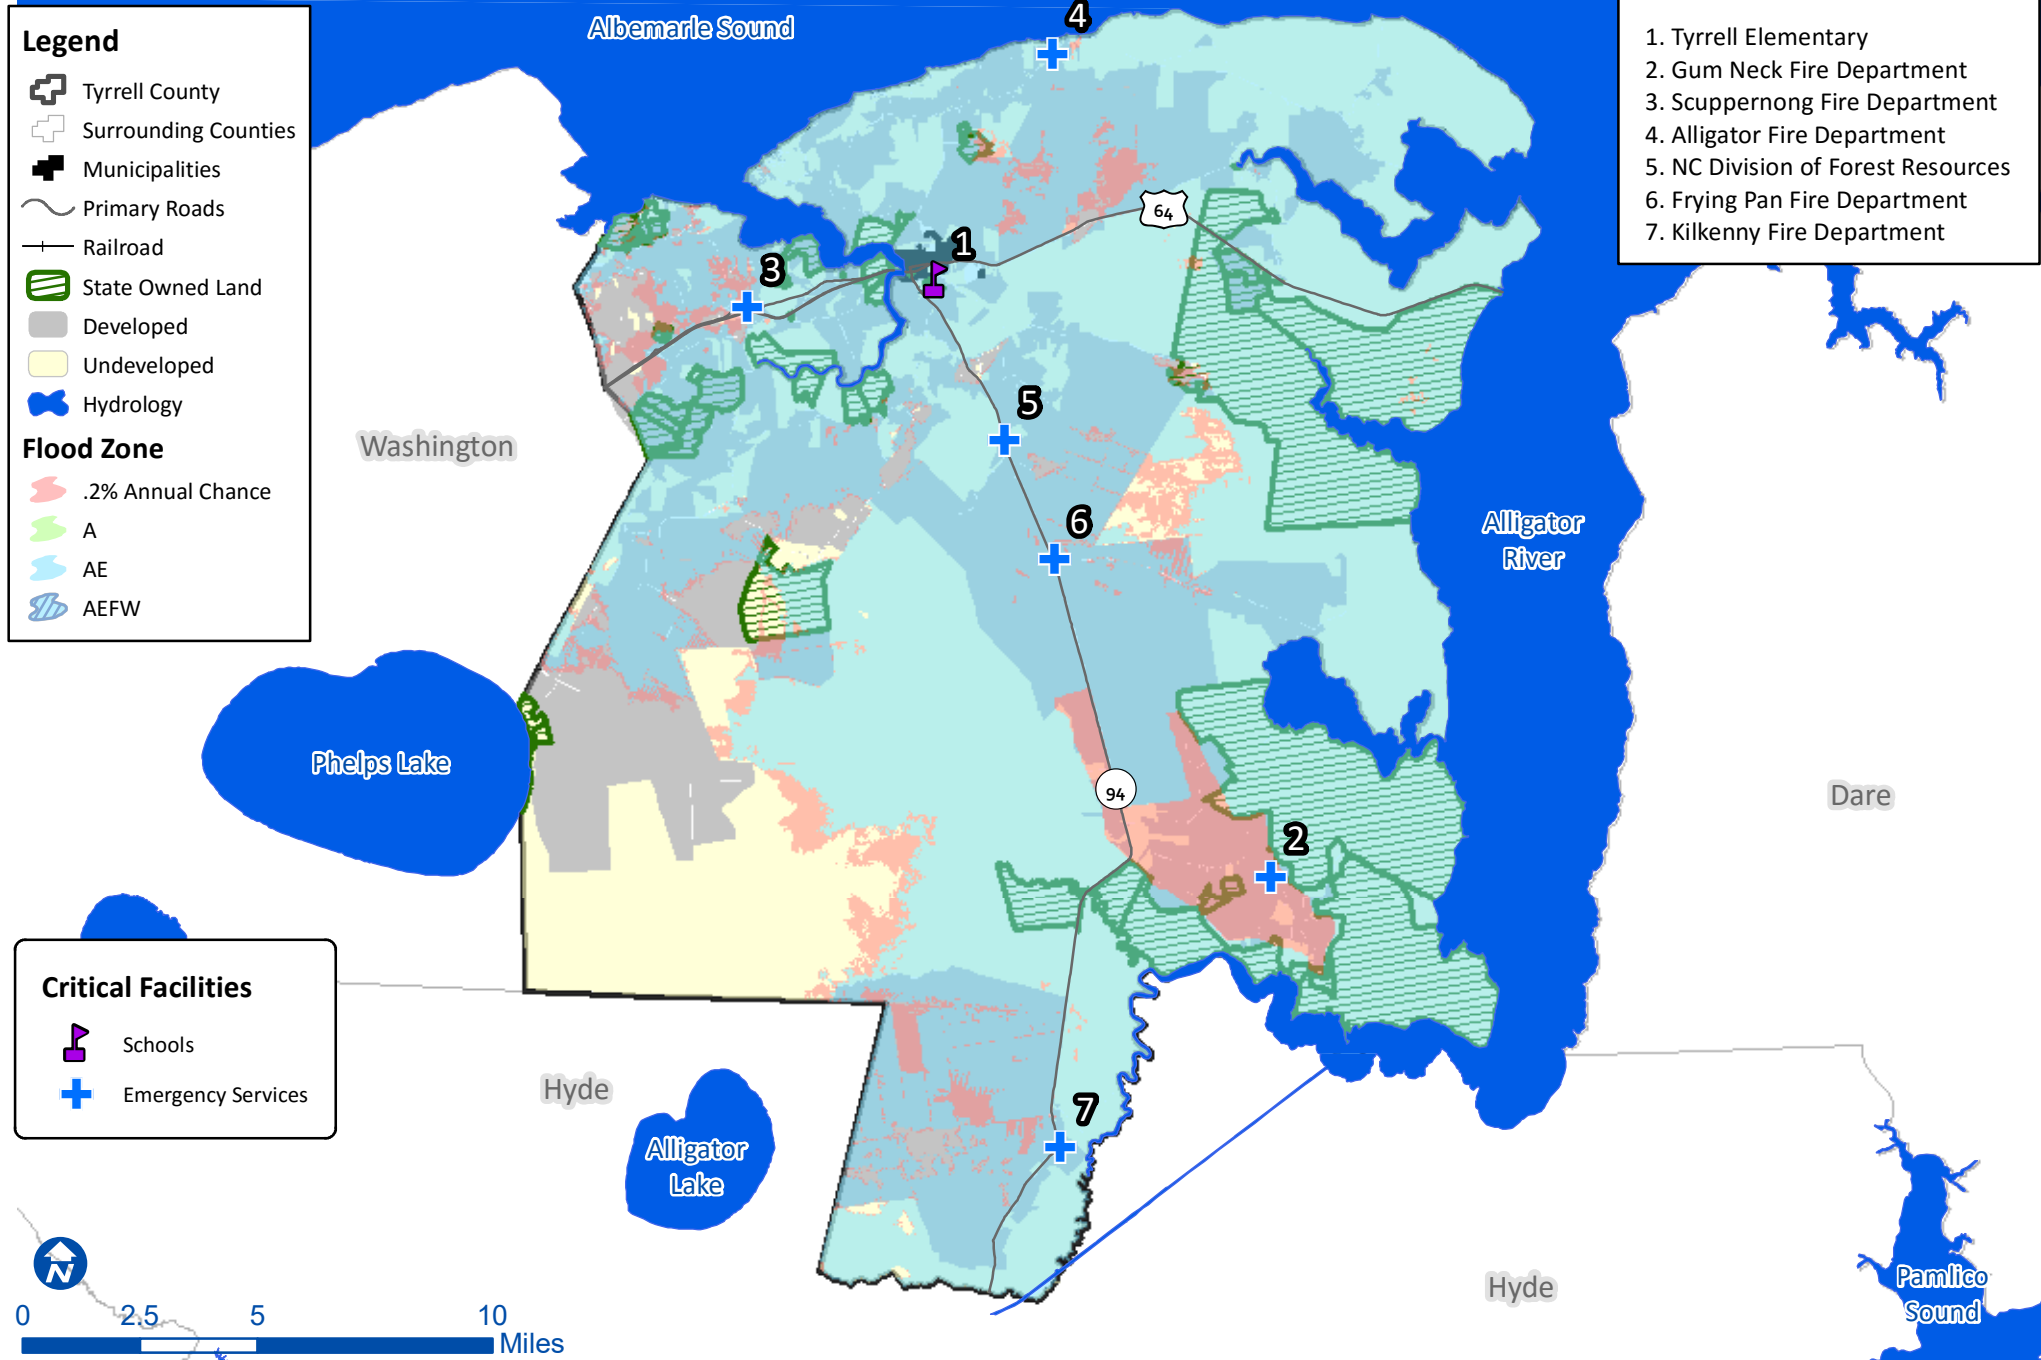 Legend
Tyrrell County
Surrounding Counties
Municipalities
Primary Roads
Railroad
State Owned Land
Developed
Undeveloped
Hydrology
Flood Zone
.2% Annual Chance
A
AE
AEFW
1. Tyrrell Elementary
2. Gum Neck Fire Department
3. Scuppernong Fire Department
4. Alligator Fire Department
5. NC Division of Forest Resources
6. Frying Pan Fire Department
7. Kilkenny Fire Department
Albemarle Sound
4
64
1
3
5
Washington
6
Alligator
River
Phelps Lake
94
Dare
2
Critical Facilities
Schools
Emergency Services
Hyde
7
Alligator
Lake
N
Hyde
Pamlico
Sound
0 2.5 5 10
Miles